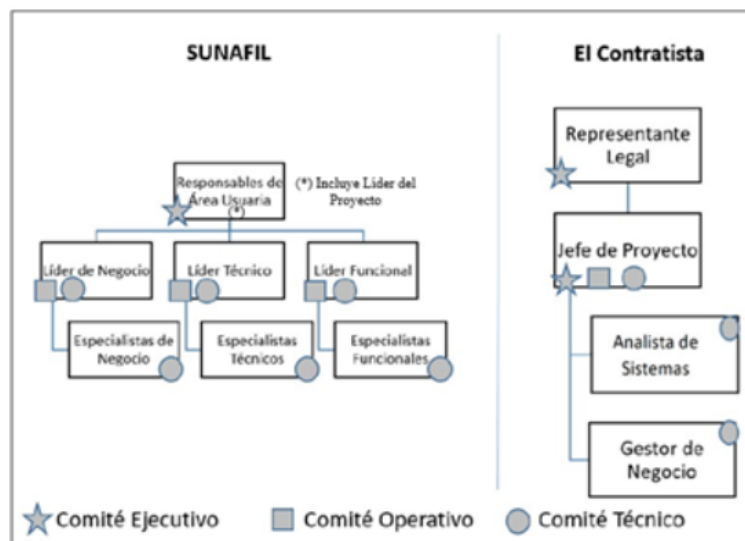 SUNAFIL
El Contratista
Responsables de
Área Usuaria
(*)
(*) Incluye Líder del
Proyecto
Líder de Negocio
Líder Técnico
Líder Funcional
Especialistas de
Negocio
Especialistas
Técnicos
Especialistas
Funcionales
Representante
Legal
Jefe de Proyecto
Analista de
Sistemas
Gestor de
Negocio
Comité Ejecutivo
Comité Operativo
Comité Técnico